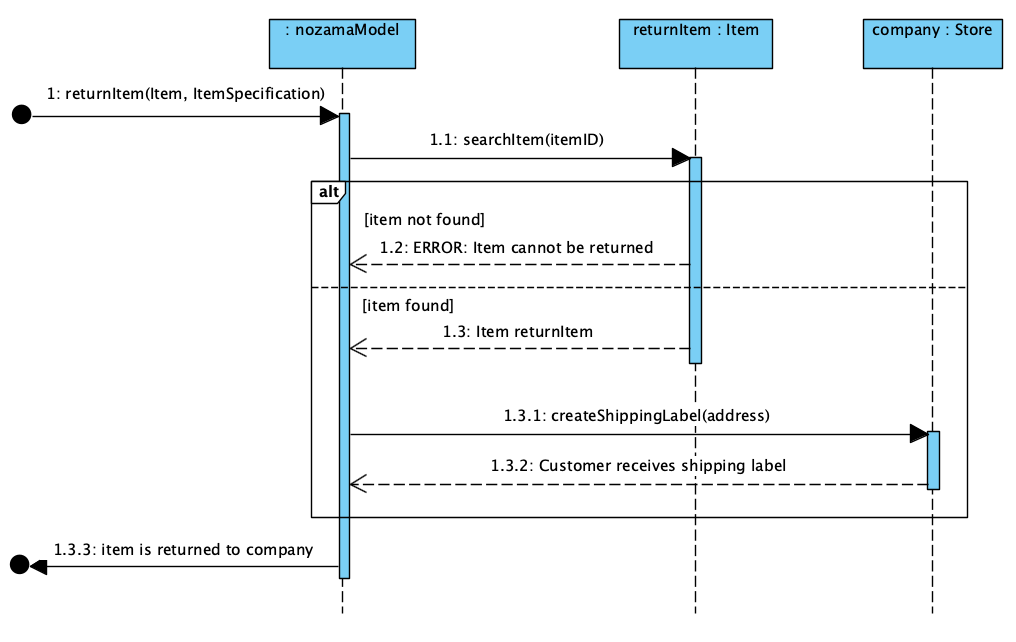 : nozamaModel
returnItem : Item
company : Store
1: returnItem(Item, ItemSpecification)
1.1: searchItem(itemID)
alt
[item not found]
1.2: ERROR: Item cannot be returned
[item found]
1.3: Item returnItem
1.3.1: createShippingLabel(address)
1.3.2: Customer receives shipping label
1.3.3: item is returned to company